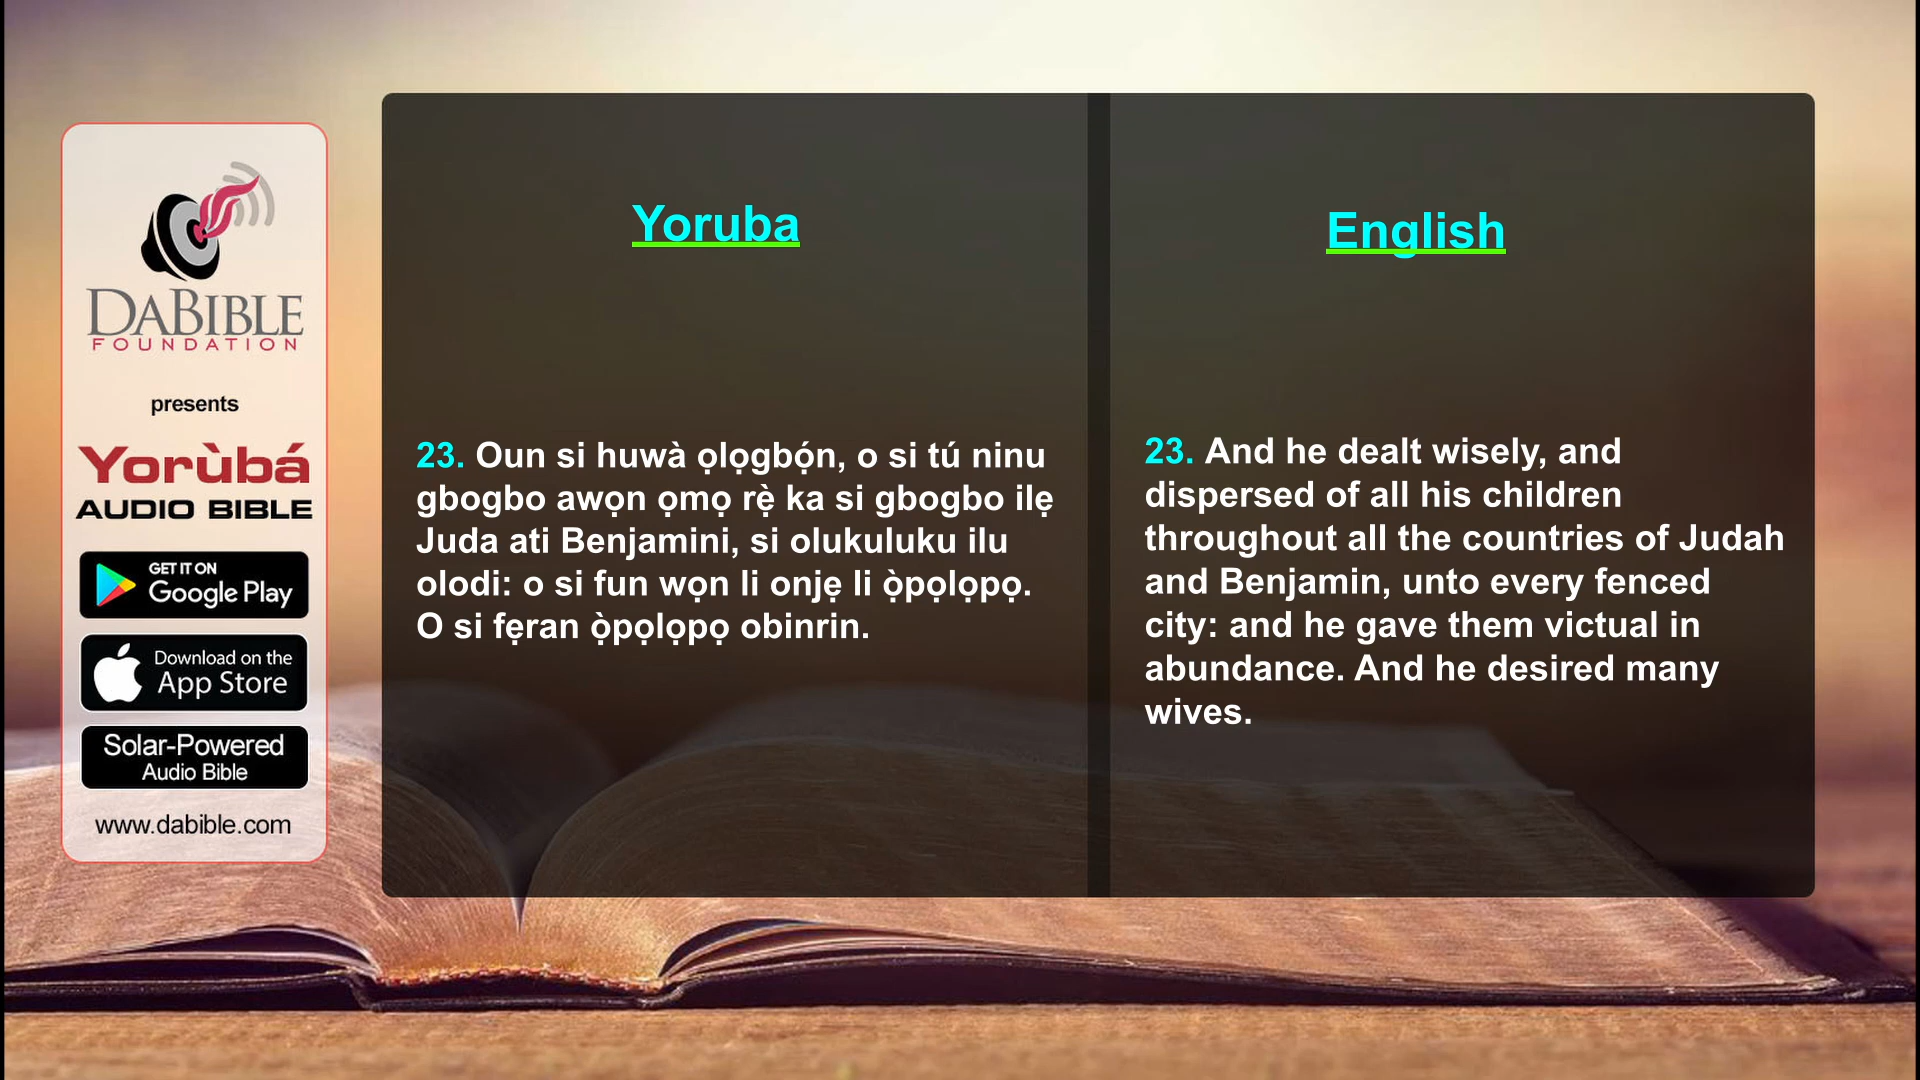 DABIBLE
FOUNDATION
presents
Yorùbá
AUDIO BIBLE
GET IT ON
Google Play
Download on the
App Store
Solar-Powered
Audio Bible
www.dabible.com
Yoruba
23. Oun si huwà ọlọgbọ́n, o si tú ninu
gbogbo awọn ọmọ rẹ̀ ka si gbogbo ilẹ
Juda ati Benjamini, si olukuluku ilu
olodi: o si fun wọn li onjẹ li ọ̀pọlọpọ.
O si fẹran ọ̀pọlọpọ obinrin.
English
23. And he dealt wisely, and
dispersed of all his children
throughout all the countries of Judah
and Benjamin, unto every fenced
city: and he gave them victual in
abundance. And he desired many
wives.